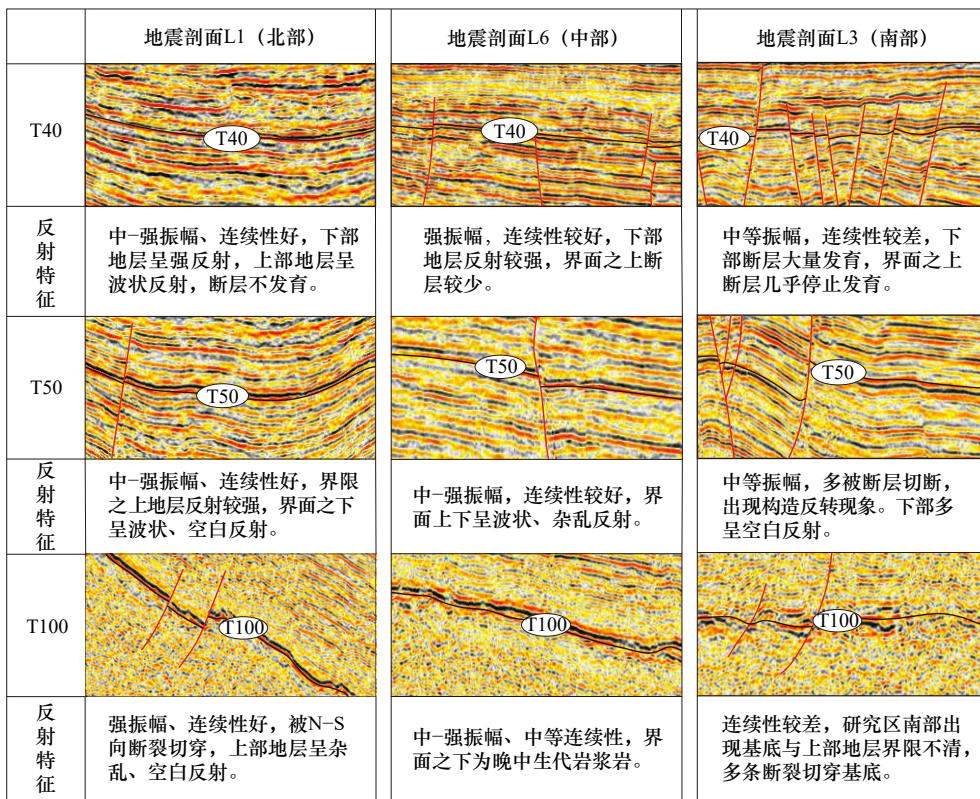 地震剖面L1（北部）
地震剖面L6（中部）
地震剖面L3（南部）
T40
T40
T40
T40
反射特征
中-强振幅、连续性好，下部
地层呈强反射，上部地层呈
波状反射，断层不发育。
强振幅，连续性较好，下部
地层反射较强，界面之上断
层较少。
中等振幅，连续性较差，下
部断层大量发育，界面之上
断层几乎停止发育。
T50
T50
T50
T50
反射特征
中-强振幅、连续性好，界限
之上地层反射较强，界面之下
呈波状、空白反射。
中-强振幅，连续性较好，界
面上下呈波状、杂乱反射。
中等振幅，多被断层切断，
出现构造反转现象。下部多
呈空白反射。
T100
T100
T100
T100
反射特征
强振幅、连续性好，被N-S
向断裂切穿，上部地层呈杂
乱、空白反射。
中-强振幅、中等连续性，界
面之下为晚中生代岩浆岩。
连续性较差，研究区南部出
现基底与上部地层界限不清，
多条断裂切穿基底。